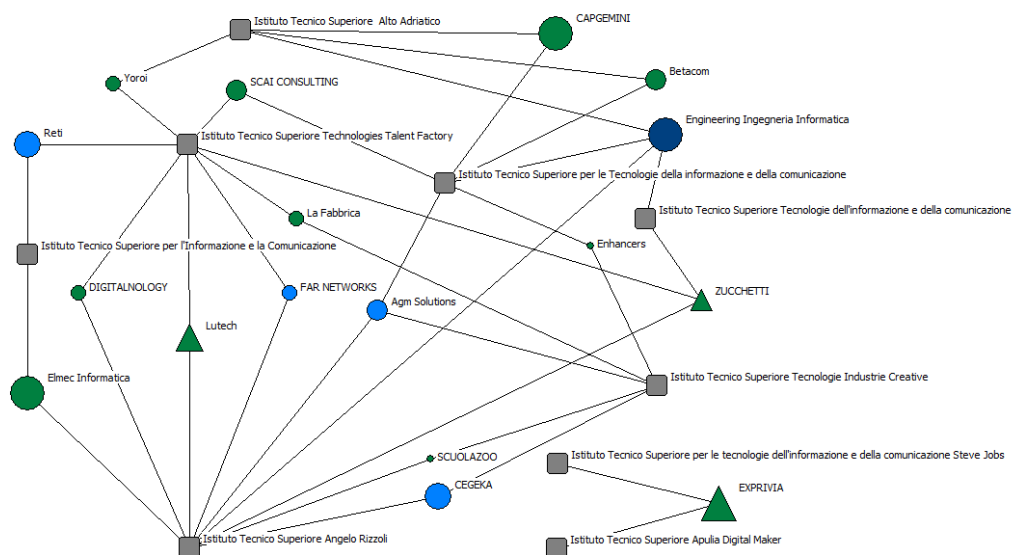 CAPGEMINI
Istituto Tecnico Superiore Alto Adriatico
Betacom
Yoroi
SCAI CONSULTING
Engineering Ingegneria Informatica
Reti
Istituto Tecnico Superiore Technologies Talent Factory
Istituto Tecnico Superiore per le Tecnologie della informazione e della comunicazione
Istituto Tecnico Superiore Tecnologie dell'informazione e della comunicazione
La Fabbrica
Istituto Tecnico Superiore per l'Informazione e la Comunicazione
Enhancers
DIGITALNOLOGY
FAR NETWORKS
ZUCCHETTI
Agm Solutions
Lutech
Elmec Informatica
Istituto Tecnico Superiore Tecnologie Industrie Creative
SCUOLAZOO
Istituto Tecnico Superiore per le tecnologie dell'informazione e della comunicazione Steve Jobs
CEGEKA
EXPRIVIA
Istituto Tecnico Superiore Angelo Rizzoli
Istituto Tecnico Superiore Apulia Digital Maker